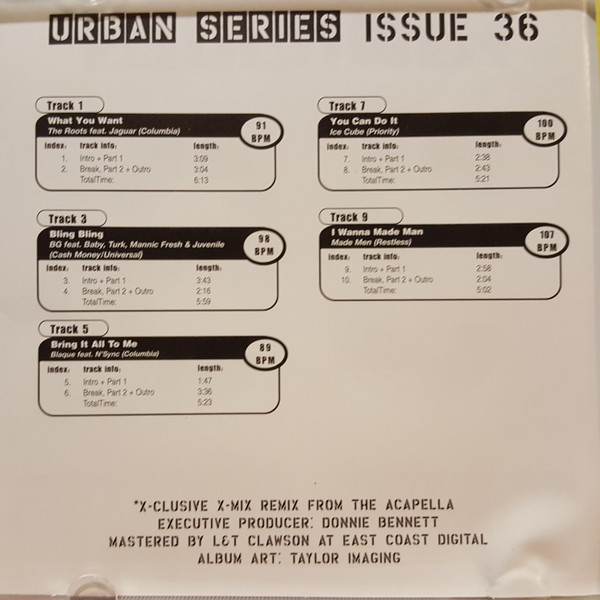 URBAN SERIES ISSUE 36
Track 1
What You Want
The Roots feat. Jaguar (Columbia)
91 BPM
index: track info: length:
1. Intro + Part 1 3:09
2. Break, Part 2 + Outro 3:04
TotalTime: 6:13
Track 3
Bling Bling
BG feat. Baby, Turk, Mannic Fresh & Juvenile
(Cash Money/Universal)
98 BPM
index: track info: length:
3. Intro + Part 1 3:43
4. Break, Part 2 + Outro 2:16
TotalTime: 5:59
Track 5
Bring It All To Me
Blaque feat. N'Sync (Columbia)
89 BPM
index: track info: length:
5. Intro + Part 1 1:47
6. Break, Part 2 + Outro 3:36
TotalTime: 5:23
Track 7
You Can Do It
Ice Cube (Priority)
100 BPM
index: track info: length:
7. Intro + Part 1 2:38
8. Break, Part 2 + Outro 2:43
TotalTime: 5:21
Track 9
I Wanna Made Man
Made Men (Restless)
107 BPM
index: track info: length:
9. Intro + Part 1 2:58
10. Break, Part 2 + Outro 2:04
TotalTime: 5:02
*X-CLUSIVE X-MIX REMIX FROM THE ACAPELLA
EXECUTIVE PRODUCER: DONNIE BENNETT
MASTERED BY L&T CLAWSON AT EAST COAST DIGITAL
ALBUM ART: TAYLOR IMAGING